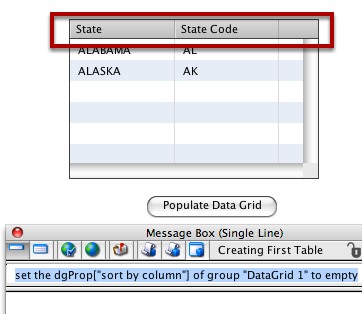 State State Code
ALABAMA AL
ALASKA AK
Populate Data Grid
Message Box (Single Line)
Creating First Table
set the dgProp["sort by column"] of group "DataGrid 1" to empty